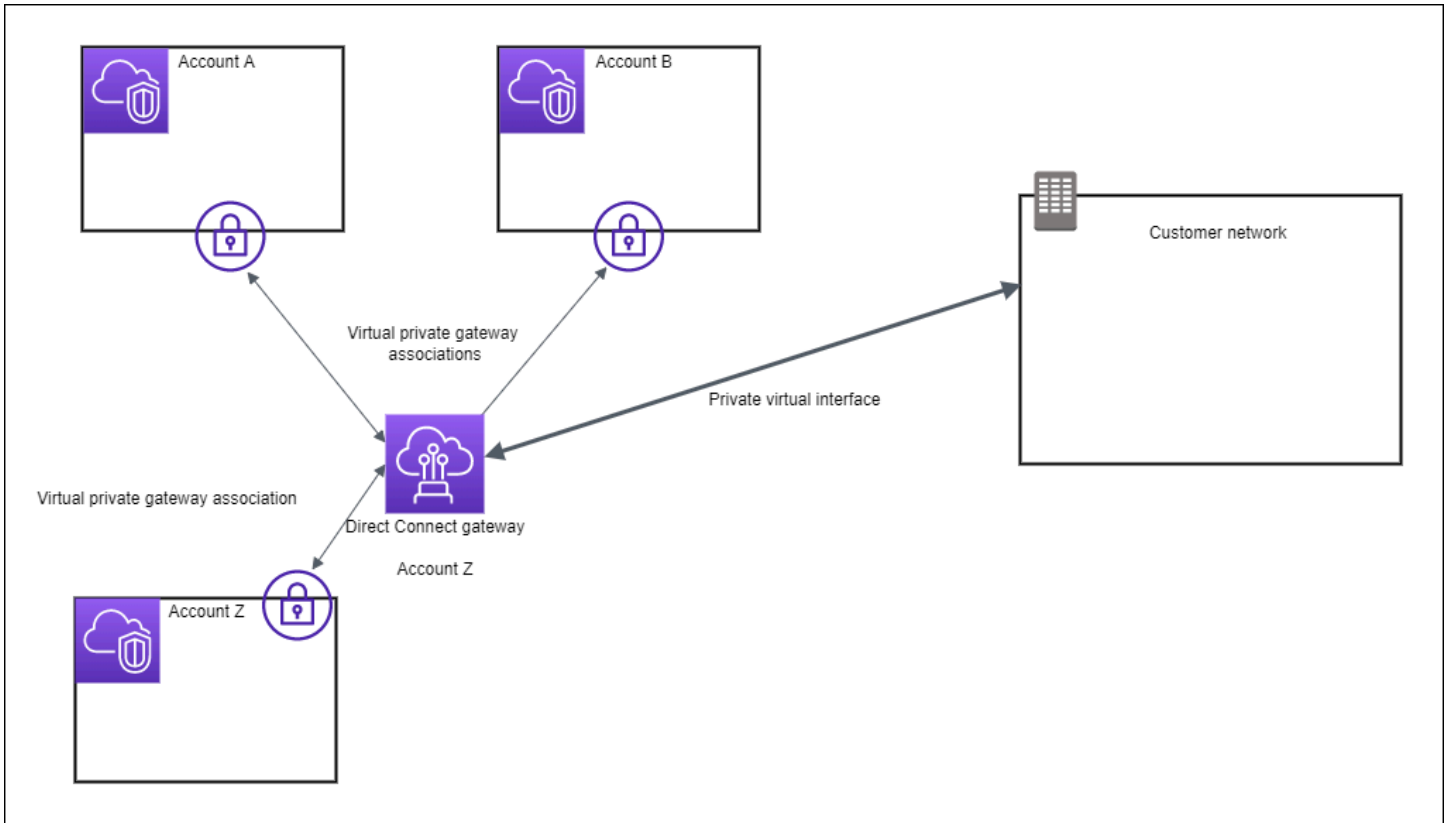 Account A
Account B
Customer network
Virtual private gateway
associations
Private virtual interface
Virtual private gateway association
Direct Connect gateway
Account Z
Account Z